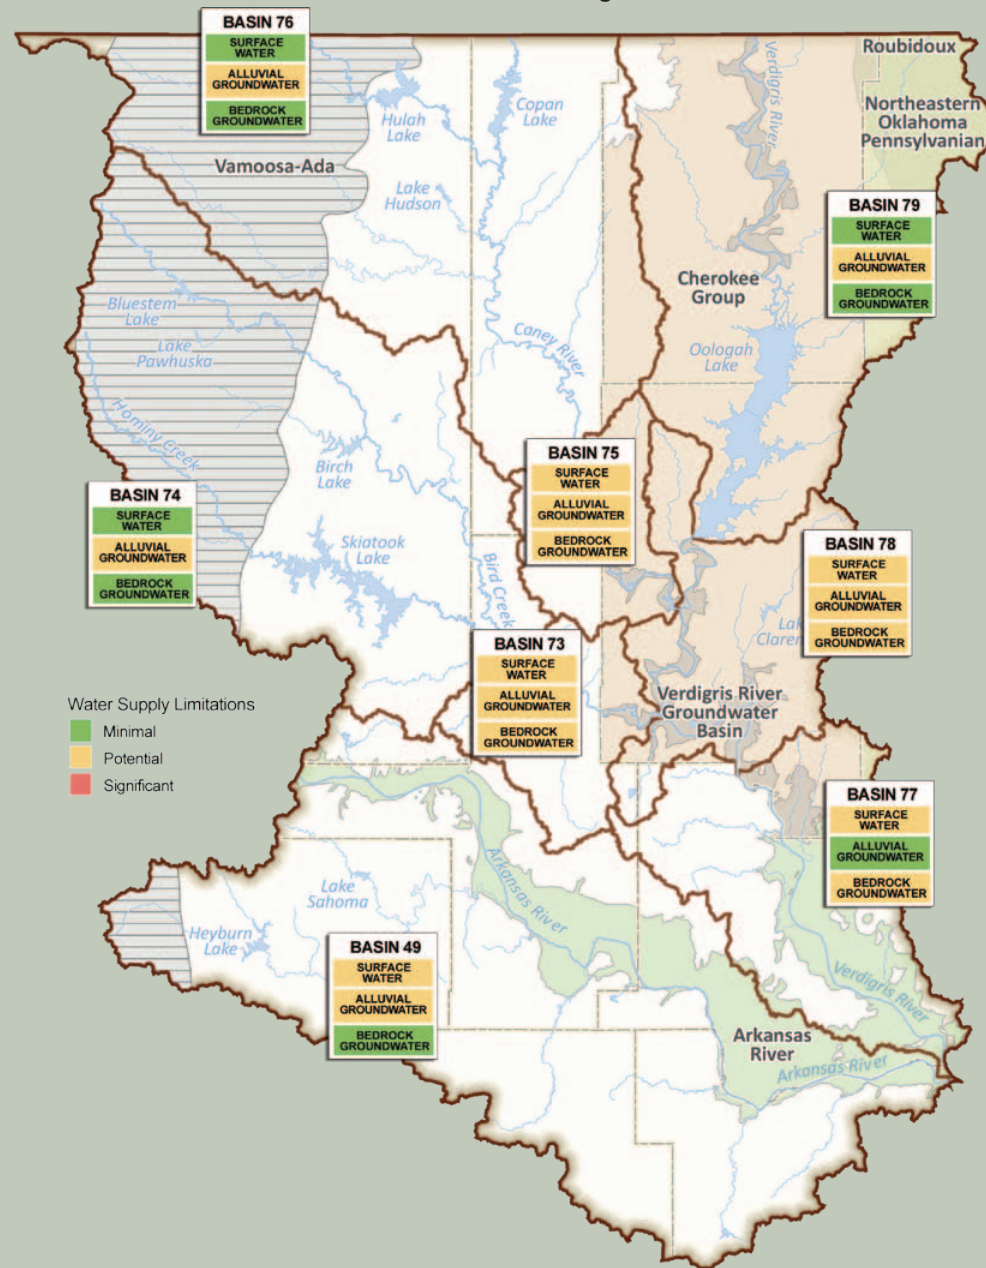 BASIN 76
SURFACE
WATER
ALLUVIAL
GROUNDWATER
BEDROCK
GROUNDWATER
Roubidoux
Verdigris River
Northeastern
Oklahoma
Pennsylvanian
Hulah
Lake
Copan
Lake
Vamoosa-Ada
Lake
Hudson
BASIN 79
SURFACE
WATER
ALLUVIAL
GROUNDWATER
BEDROCK
GROUNDWATER
Cherokee
Group
Bluestem
Lake
Lake
Pawhuska
Caney River
Oologah
Lake
Hominy Creek
Birch
Lake
BASIN 75
SURFACE
WATER
ALLUVIAL
GROUNDWATER
BEDROCK
GROUNDWATER
BASIN 74
SURFACE
WATER
ALLUVIAL
GROUNDWATER
BEDROCK
GROUNDWATER
Skiatook
Lake
Bird Creek
BASIN 78
SURFACE
WATER
ALLUVIAL
GROUNDWATER
BEDROCK
GROUNDWATER
BASIN 73
SURFACE
WATER
ALLUVIAL
GROUNDWATER
BEDROCK
GROUNDWATER
Verdigris River
Groundwater
Basin
Water Supply Limitations
Minimal
Potential
Significant
BASIN 77
SURFACE
WATER
ALLUVIAL
GROUNDWATER
BEDROCK
GROUNDWATER
Arkansas River
Lake
Sahoma
Heyburn
Lake
BASIN 49
SURFACE
WATER
ALLUVIAL
GROUNDWATER
BEDROCK
GROUNDWATER
Verdigris River
Arkansas
River
Arkansas River